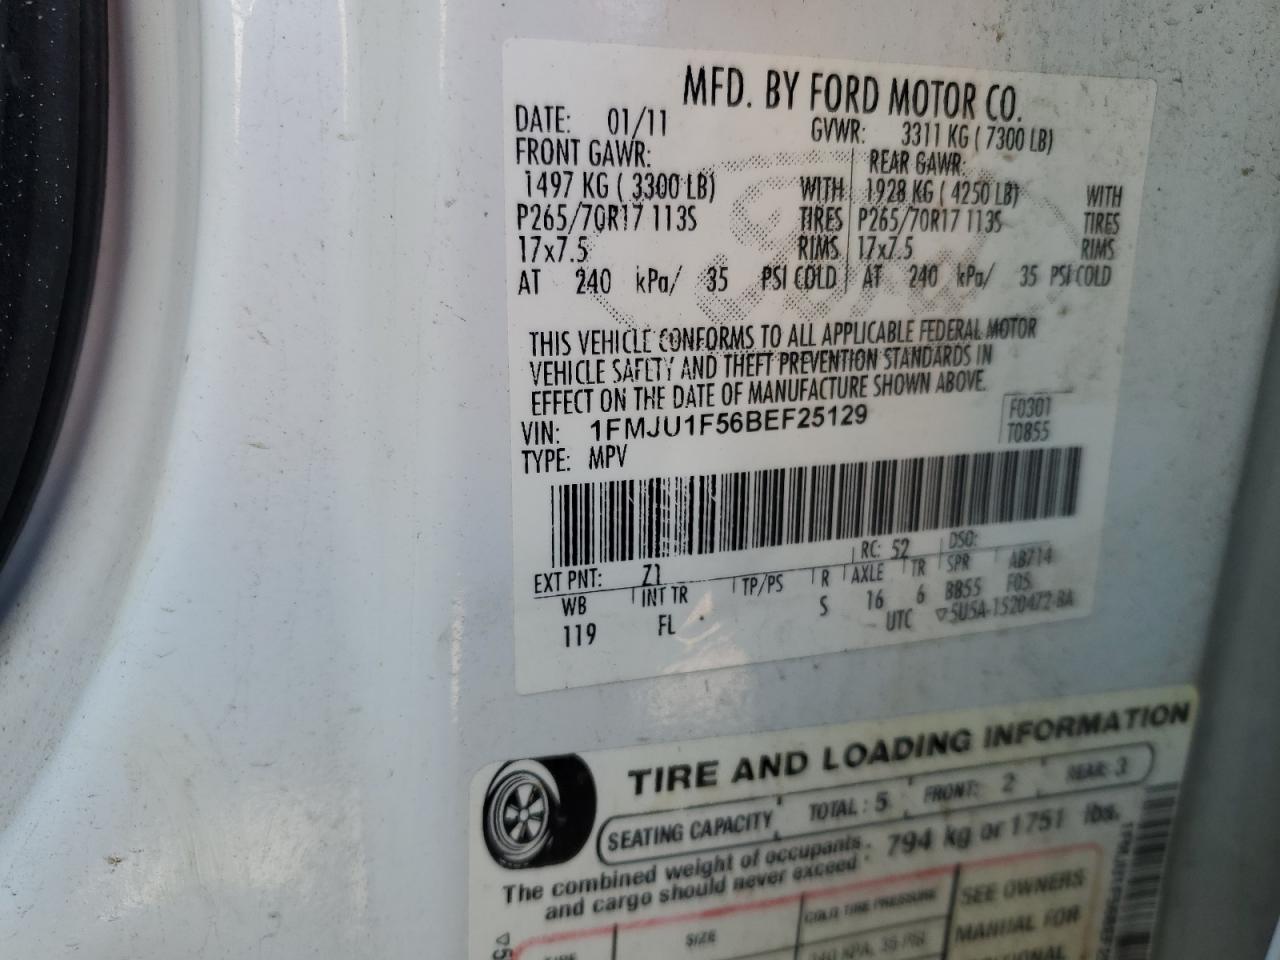 MFD. BY FORD MOTOR CO.
DATE: 01/11 GVWR: 3311 KG ( 7300 LB)
FRONT GAWR: REAR GAWR:
1497 KG ( 3300 LB) WITH 1928 KG ( 4250 LB) WITH
P265/70R17 113S TIRES P265/70R17 113S TIRES
17x7.5 RIMS 17x7.5 RIMS
AT 240 kPa/ 35 PSI COLD AT 240 kPa/ 35 PSI COLD
THIS VEHICLE CONFORMS TO ALL APPLICABLE FEDERAL MOTOR
VEHICLE SAFETY AND THEFT PREVENTION STANDARDS IN
EFFECT ON THE DATE OF MANUFACTURE SHOWN ABOVE.
VIN: 1FMJU1F56BEF25129 F0301
TYPE: MPV T0855
EXT PNT: Z1 RC: 52 DSO:
WB INT TR TP/PS R AXLE TR SPR AB714
119 FL S 16 6 BB55 F05
UTC ▽5U5A-1520472-BA
TIRE AND LOADING INFORMATION
SEATING CAPACITY TOTAL : 5 FRONT: 2 REAR: 3
The combined weight of occupants and cargo should never exceed : 794 kg or 1751 lbs.
SIZE COLD TIRE PRESSURE SEE OWNERS
240 KPA, 35 PSI MANUAL FOR